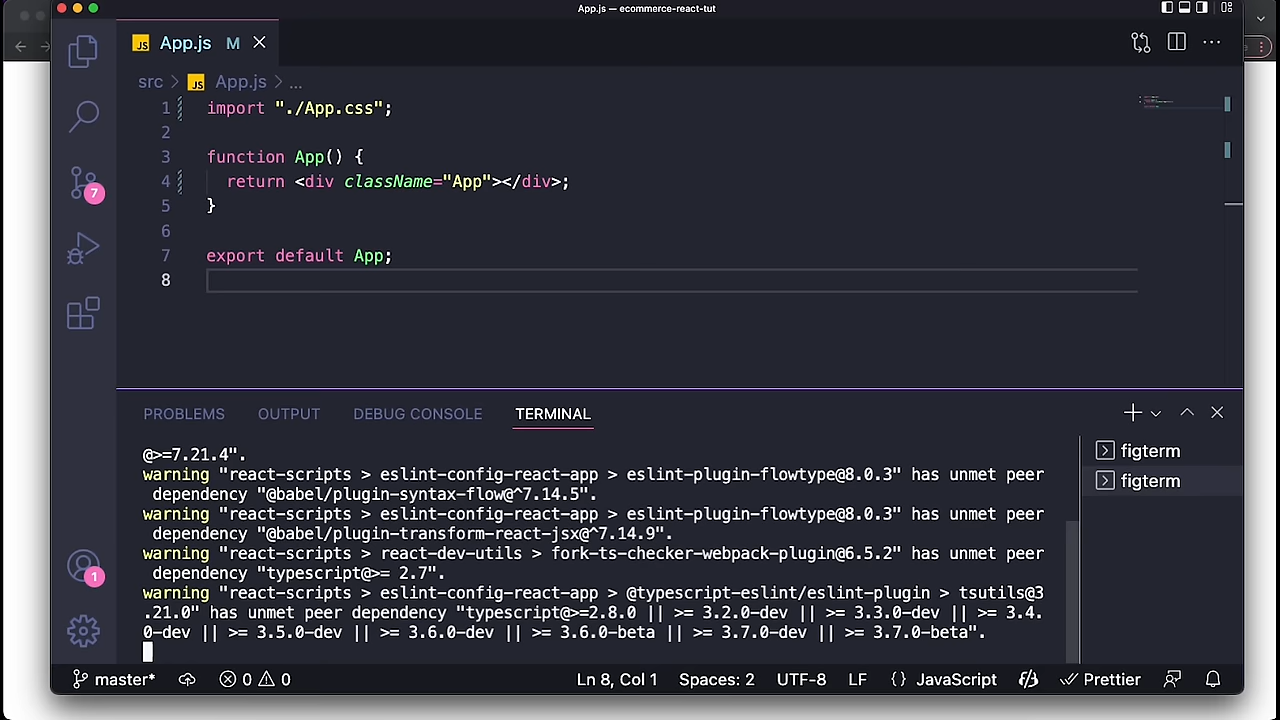 App.js — ecommerce-react-tut
JS App.js M
src > JS App.js > ...
1 import "./App.css";
2
3 function App() {
4 return <div className="App"></div>;
5 }
6
7 export default App;
8
7
1
PROBLEMS OUTPUT DEBUG CONSOLE TERMINAL
@>=7.21.4".
warning "react-scripts > eslint-config-react-app > eslint-plugin-flowtype@8.0.3" has unmet peer
dependency "@babel/plugin-syntax-flow@^7.14.5".
warning "react-scripts > eslint-config-react-app > eslint-plugin-flowtype@8.0.3" has unmet peer
dependency "@babel/plugin-transform-react-jsx@^7.14.9".
warning "react-scripts > react-dev-utils > fork-ts-checker-webpack-plugin@6.5.2" has unmet peer
dependency "typescript@>= 2.7".
warning "react-scripts > eslint-config-react-app > @typescript-eslint/eslint-plugin > tsutils@3
.21.0" has unmet peer dependency "typescript@>=2.8.0 || >= 3.2.0-dev || >= 3.3.0-dev || >= 3.4.
0-dev || >= 3.5.0-dev || >= 3.6.0-dev || >= 3.6.0-beta || >= 3.7.0-dev || >= 3.7.0-beta".
figterm
figterm
master* 0 0 Ln 8, Col 1 Spaces: 2 UTF-8 LF {} JavaScript Prettier